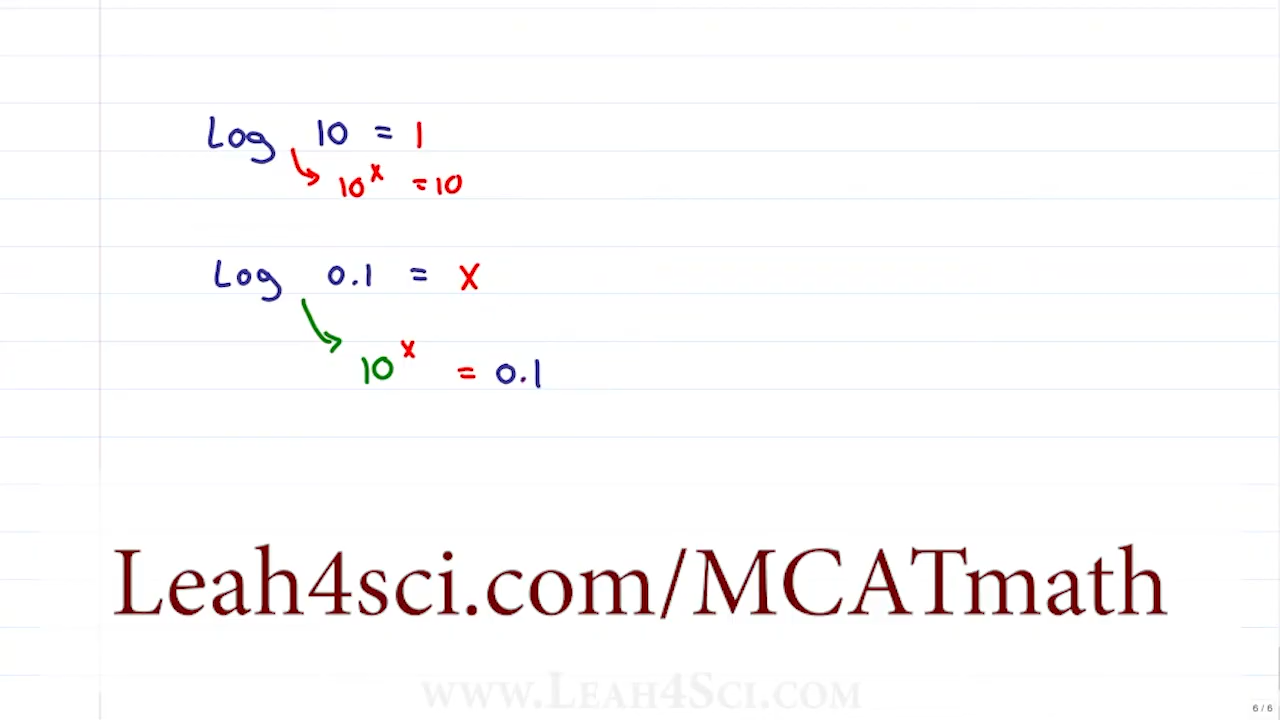 Log 10 = 1
10^x = 10
Log 0.1 = x
10^x = 0.1
Leah4sci.com/MCATmath
www.Leah4Sci.com
6 / 6